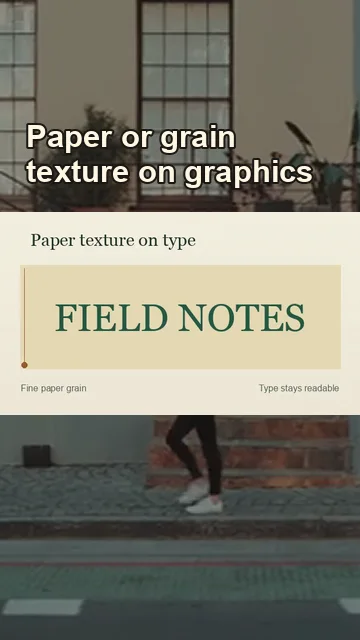 Paper or grain
texture on graphics
Paper texture on type
FIELD NOTES
Fine paper grain
Type stays readable